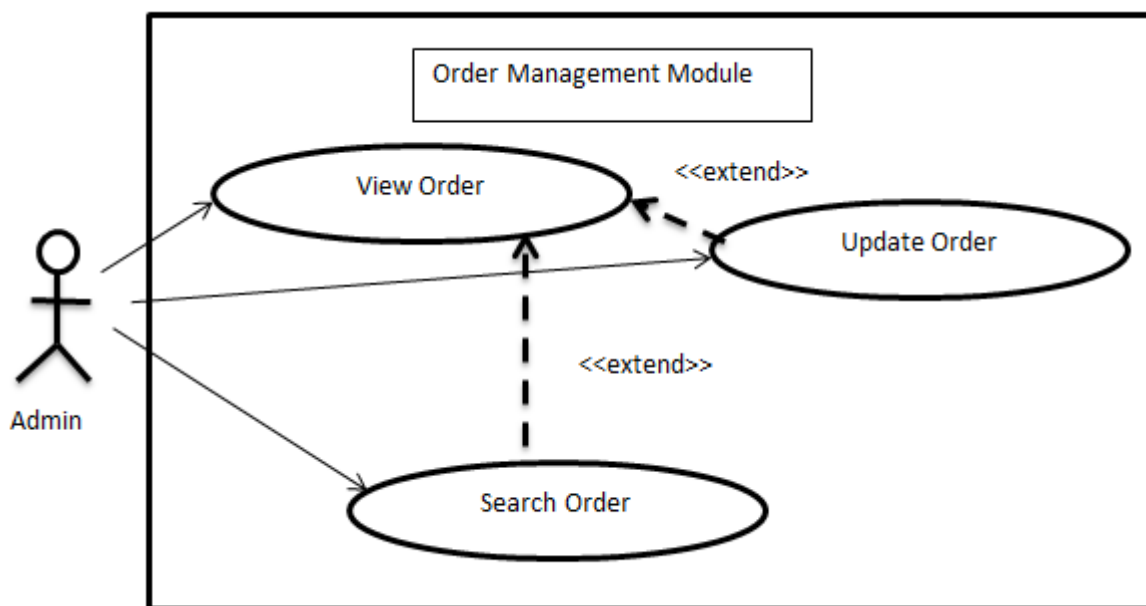 Order Management Module
View Order
<<extend>>
Update Order
<<extend>>
Admin
Search Order